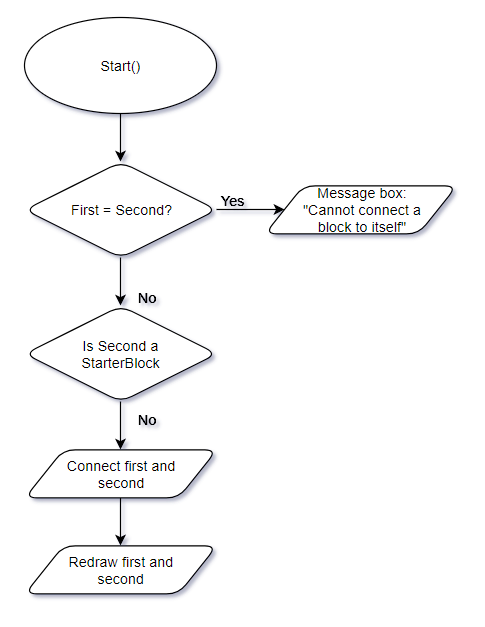 Start()
First = Second?
Yes
Message box:
"Cannot connect a
block to itself"
No
Is Second a
StarterBlock
No
Connect first and
second
Redraw first and
second